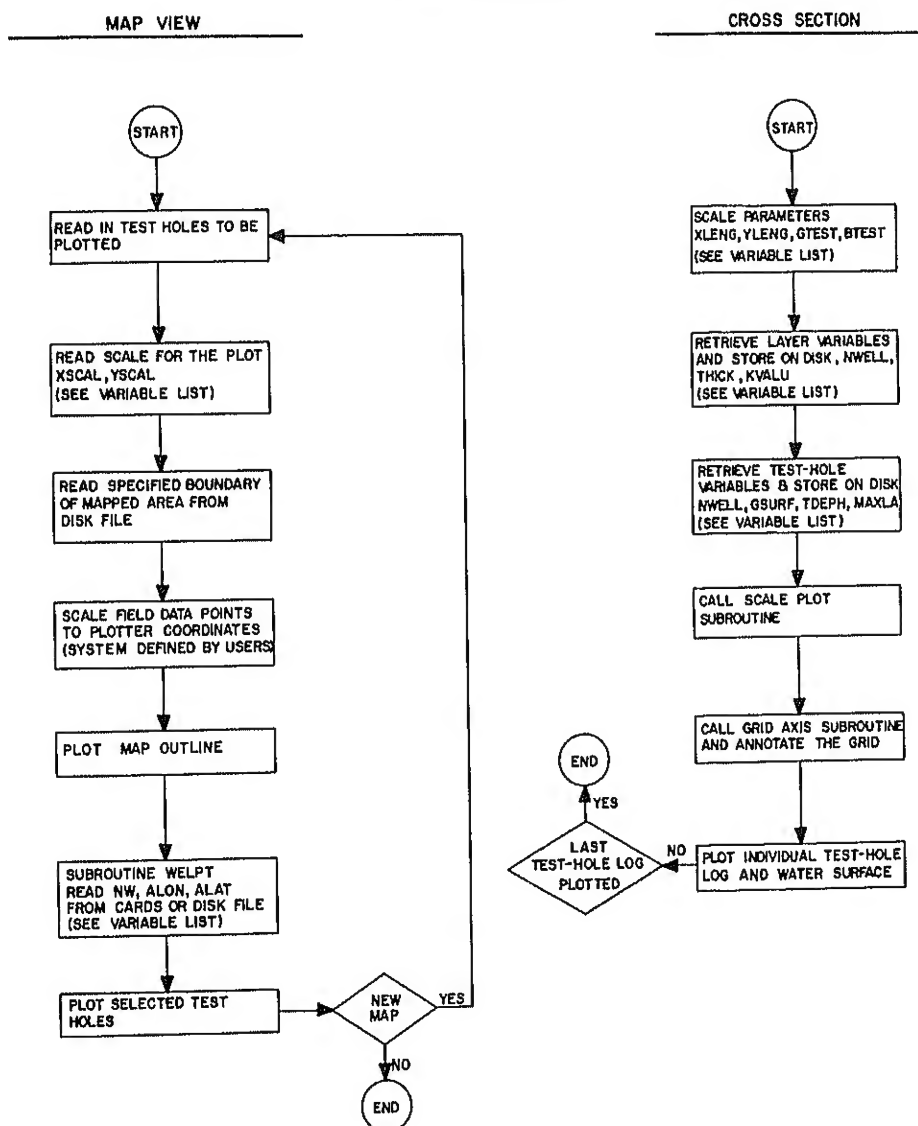 MAP VIEW
START
READ IN TEST HOLES TO BE
PLOTTED
READ SCALE FOR THE PLOT
XSCAL, YSCAL
(SEE VARIABLE LIST)
READ SPECIFIED BOUNDARY
OF MAPPED AREA FROM
DISK FILE
SCALE FIELD DATA POINTS
TO PLOTTER COORDINATES
(SYSTEM DEFINED BY USERS)
PLOT MAP OUTLINE
SUBROUTINE WELPT
READ NW, ALON, ALAT
FROM CARDS OR DISK FILE
(SEE VARIABLE LIST)
PLOT SELECTED TEST
HOLES
NEW
MAP
YES
NO
END
CROSS SECTION
START
SCALE PARAMETERS
XLENG, YLENG, GTEST, BTEST
(SEE VARIABLE LIST)
RETRIEVE LAYER VARIABLES
AND STORE ON DISK, NWELL,
THICK, KVALU
(SEE VARIABLE LIST)
RETRIEVE TEST-HOLE
VARIABLES & STORE ON DISK
NWELL, GSURF, TDEPH, MAXLA
(SEE VARIABLE LIST)
CALL SCALE PLOT
SUBROUTINE
CALL GRID AXIS SUBROUTINE
AND ANNOTATE THE GRID
PLOT INDIVIDUAL TEST-HOLE
LOG AND WATER SURFACE
NO
LAST
TEST-HOLE LOG
PLOTTED
YES
END